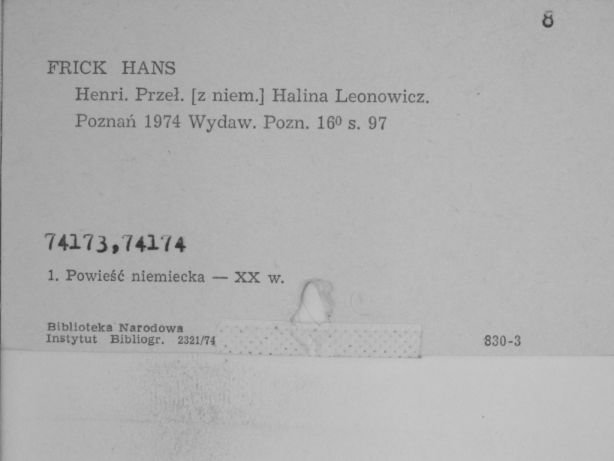 8
FRICK HANS
Henri. Przeł. [z niem.] Halina Leonowicz.
Poznań 1974 Wydaw. Pozn. 16⁰ s. 97
74173,74174
1. Powieść niemiecka — XX w.
Biblioteka Narodowa
Instytut Bibliogr. 2321/74
830-3